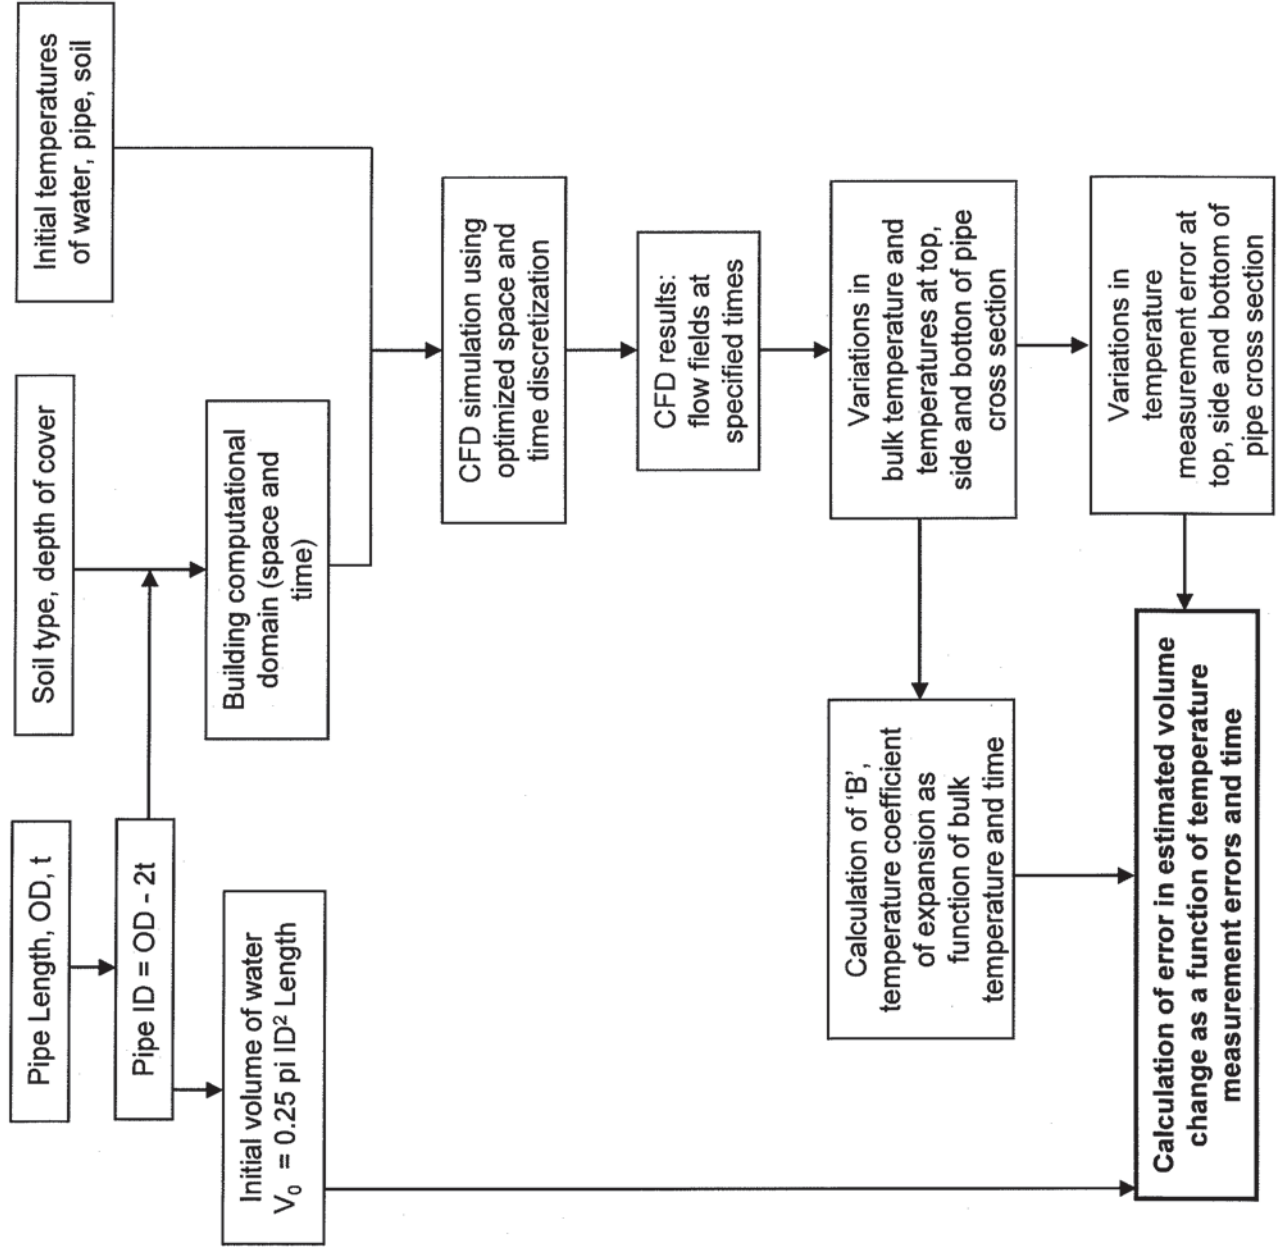 Pipe Length, OD, t
Pipe ID = OD - 2t
Initial volume of water
V₀ = 0.25 pi ID² Length
Soil type, depth of cover
Building computational
domain (space and
time)
Initial temperatures
of water, pipe, soil
CFD simulation using
optimized space and
time discretization
CFD results:
flow fields at
specified times
Variations in
bulk temperature and
temperatures at top,
side and bottom of pipe
cross section
Calculation of ‘B’,
temperature coefficient
of expansion as
function of bulk
temperature and time
Variations in
temperature
measurement error at
top, side and bottom of
pipe cross section
Calculation of error in estimated volume
change as a function of temperature
measurement errors and time